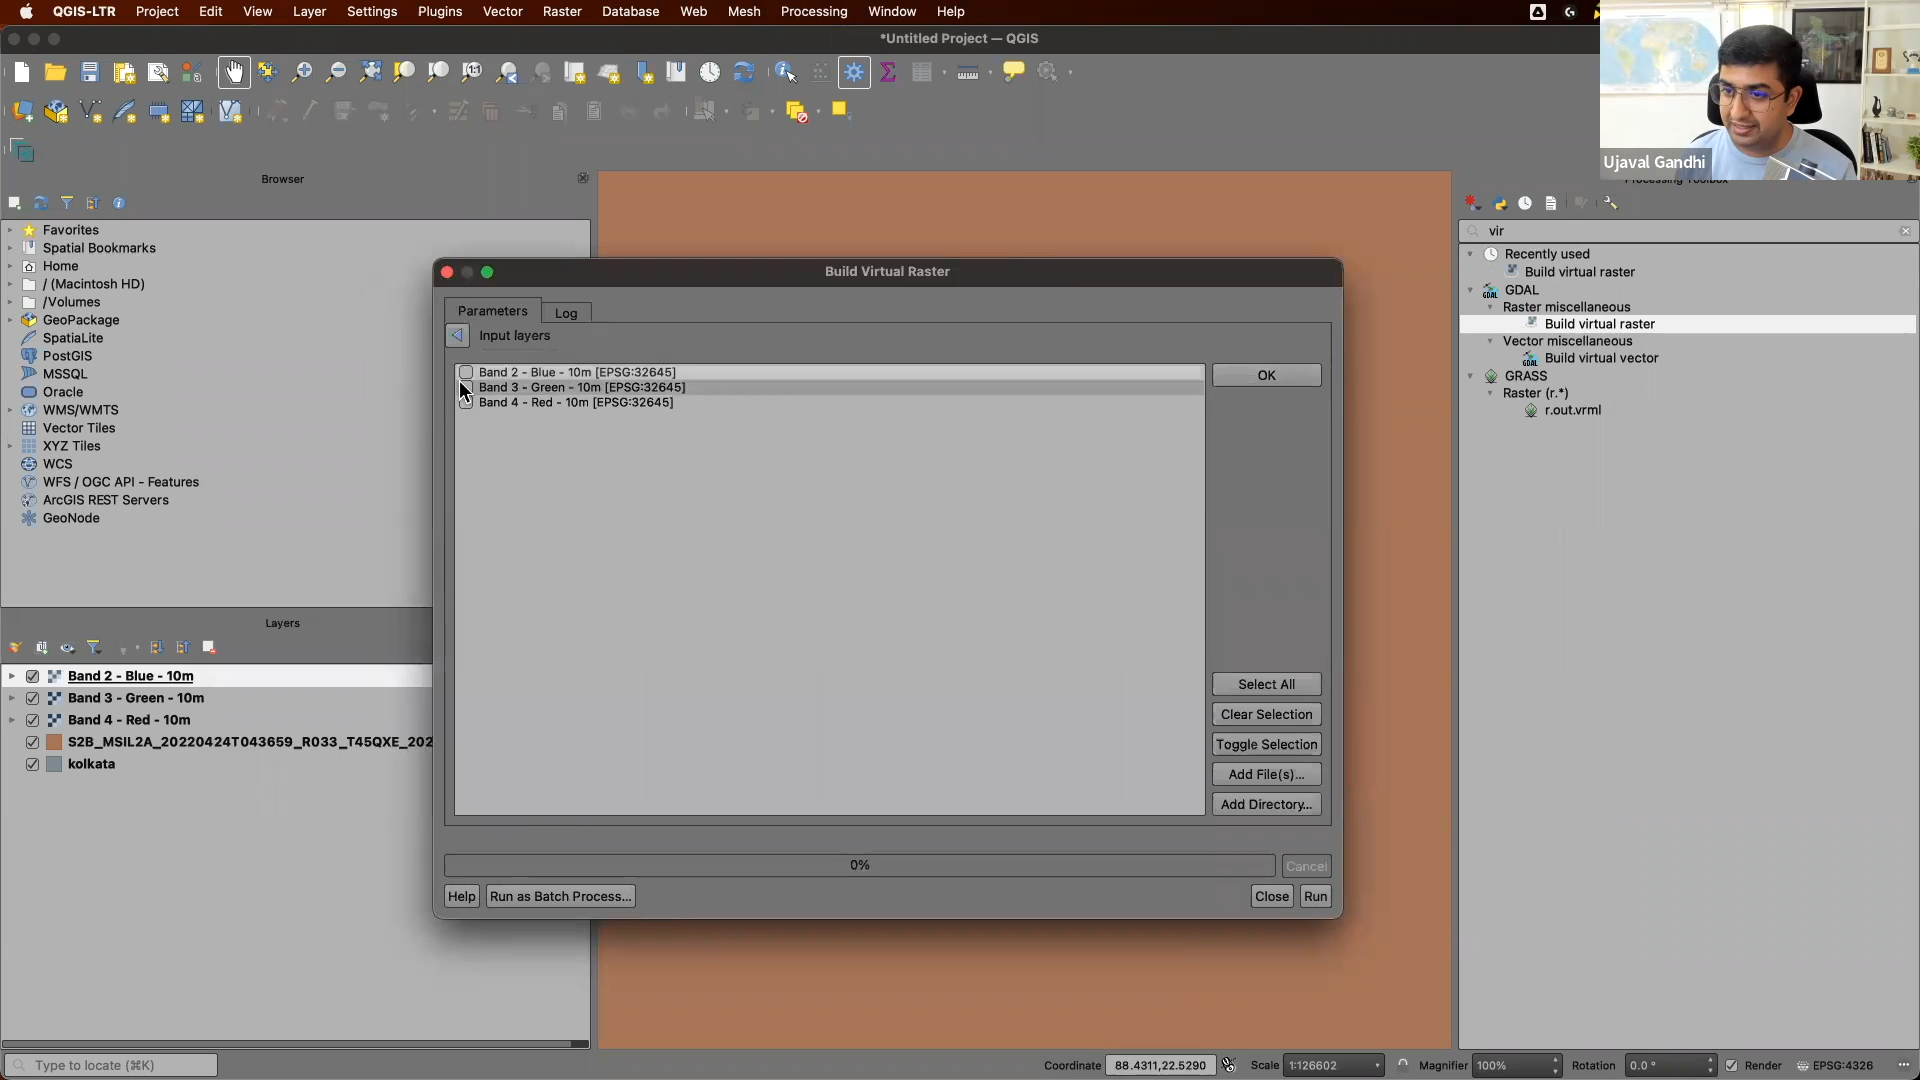 QGIS-LTR Project Edit View Layer Settings Plugins Vector Raster Database Web Mesh Processing Window Help
*Untitled Project — QGIS
Ujaval Gandhi
Browser
Favorites
Spatial Bookmarks
Home
/ (Macintosh HD)
/Volumes
GeoPackage
SpatiaLite
PostGIS
MSSQL
Oracle
WMS/WMTS
Vector Tiles
XYZ Tiles
WCS
WFS / OGC API - Features
ArcGIS REST Servers
GeoNode
Layers
Band 2 - Blue - 10m
Band 3 - Green - 10m
Band 4 - Red - 10m
S2B_MSIL2A_20220424T043659_R033_T45QXE_202
kolkata
Build Virtual Raster
Parameters Log
Input layers
Band 2 - Blue - 10m [EPSG:32645]
Band 3 - Green - 10m [EPSG:32645]
Band 4 - Red - 10m [EPSG:32645]
OK
Select All
Clear Selection
Toggle Selection
Add File(s)...
Add Directory...
0%
Cancel
Help Run as Batch Process... Close Run
Processing Toolbox
vir
Recently used
Build virtual raster
GDAL
Raster miscellaneous
Build virtual raster
Vector miscellaneous
Build virtual vector
GRASS
Raster (r.*)
r.out.vrml
Type to locate (⌘K)
Coordinate 88.4311,22.5290 Scale 1:126602 Magnifier 100% Rotation 0.0 ° Render EPSG:4326